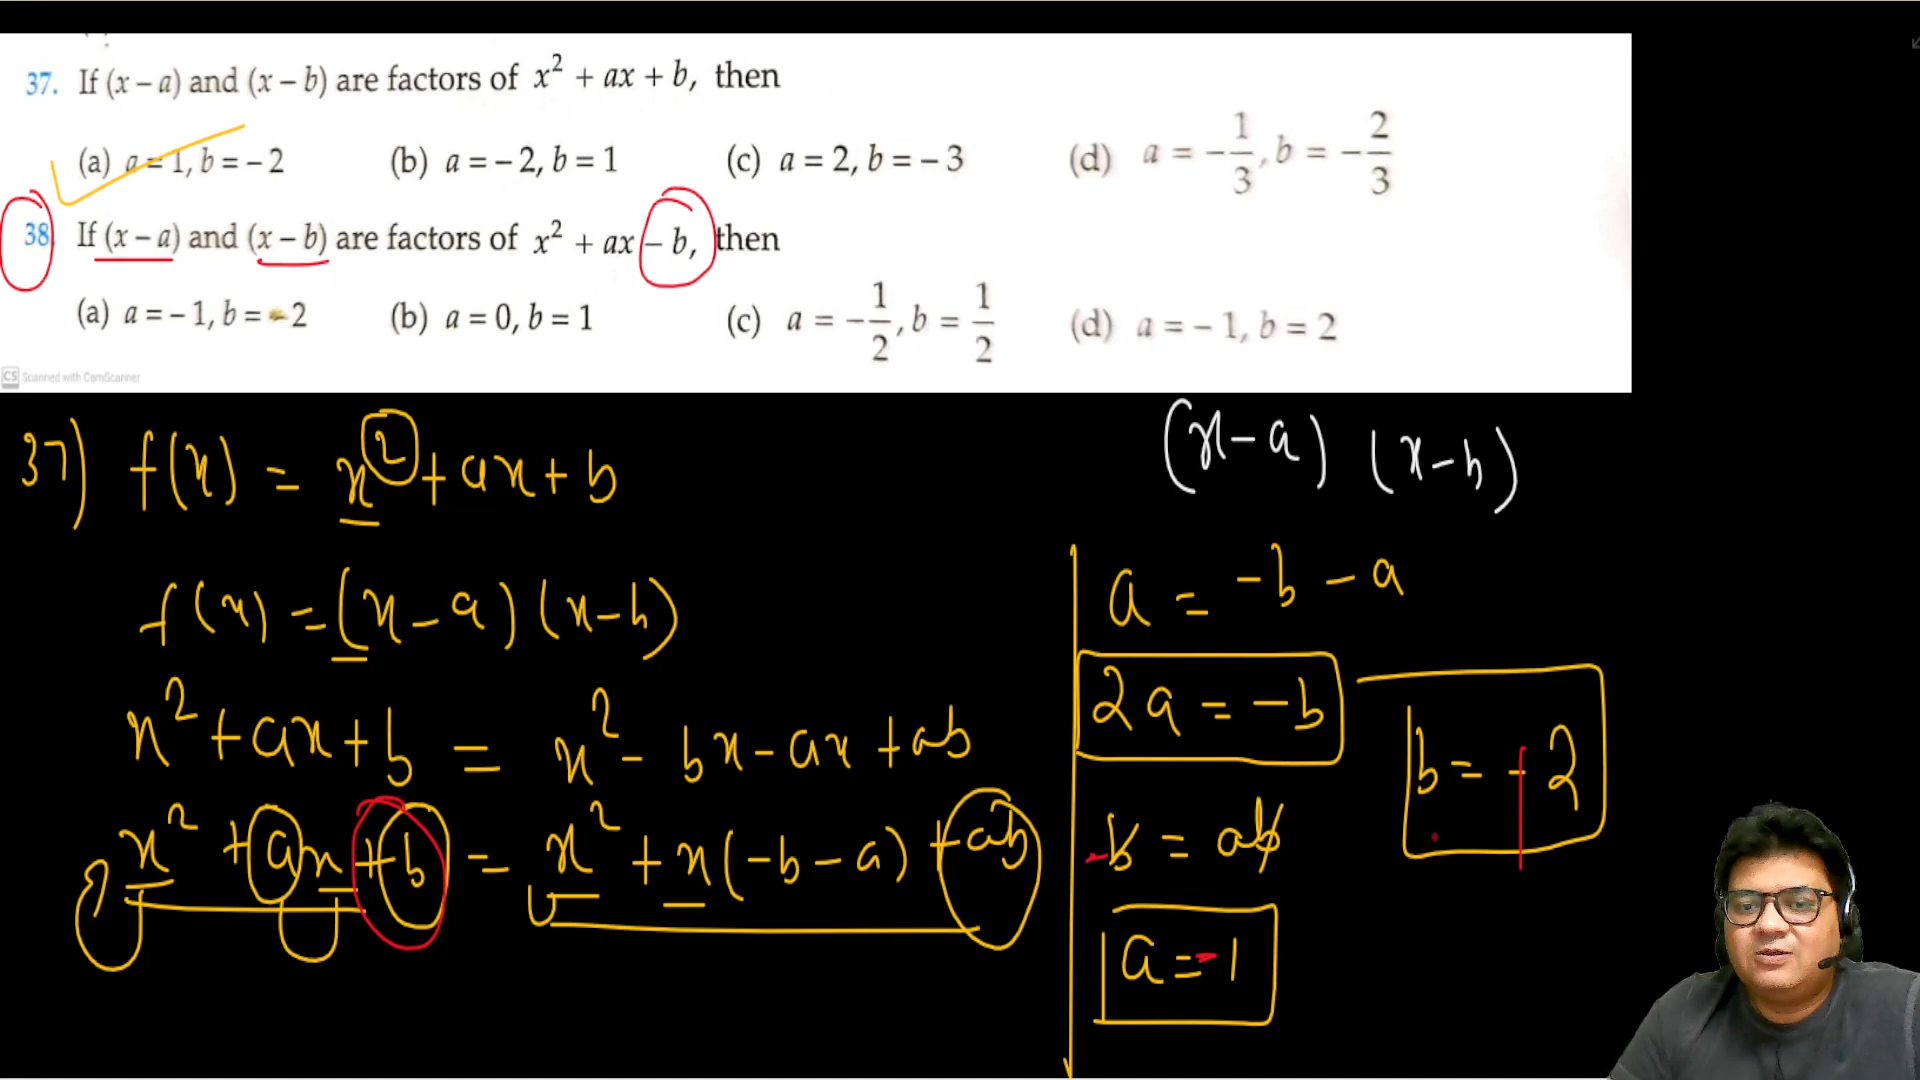 37. If (x – a) and (x – b) are factors of x² + ax + b, then
(a) a = 1, b = – 2 (b) a = – 2, b = 1 (c) a = 2, b = – 3 (d) a = –1/3, b = –2/3
38 If (x – a) and (x – b) are factors of x² + ax – b, then
(a) a = – 1, b = – 2 (b) a = 0, b = 1 (c) a = –1/2, b = 1/2 (d) a = – 1, b = 2
CS Scanned with CamScanner
(x-a) (x-b)
37) f(x) = x² + ax + b
f(x) = (x-a) (x-b)
x² + ax + b = x² - bx - ax + ab
x² + ax + b = x² + x(-b-a) + ab
a = -b - a
2a = -b
-b = ab
a = -1
b = 2